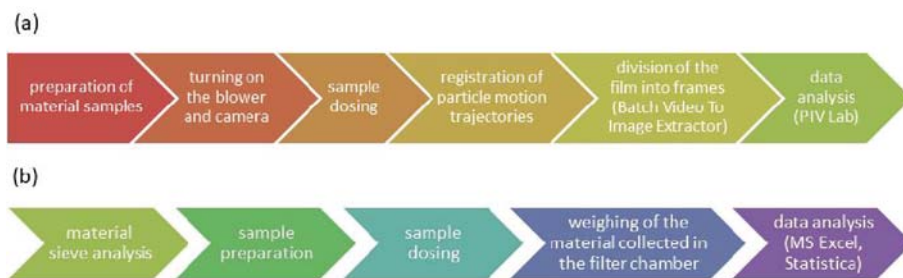 (a)
preparation of
material samples
turning on
the blower
and camera
sample
dosing
registration of
particle motion
trajectories
division of the
film into frames
(Batch Video To
Image Extractor)
data
analysis
(PIV Lab)
(b)
material
sieve analysis
sample
preparation
sample
dosing
weighing of the
material collected in
the filter chamber
data analysis
(MS Excel,
Statistica)